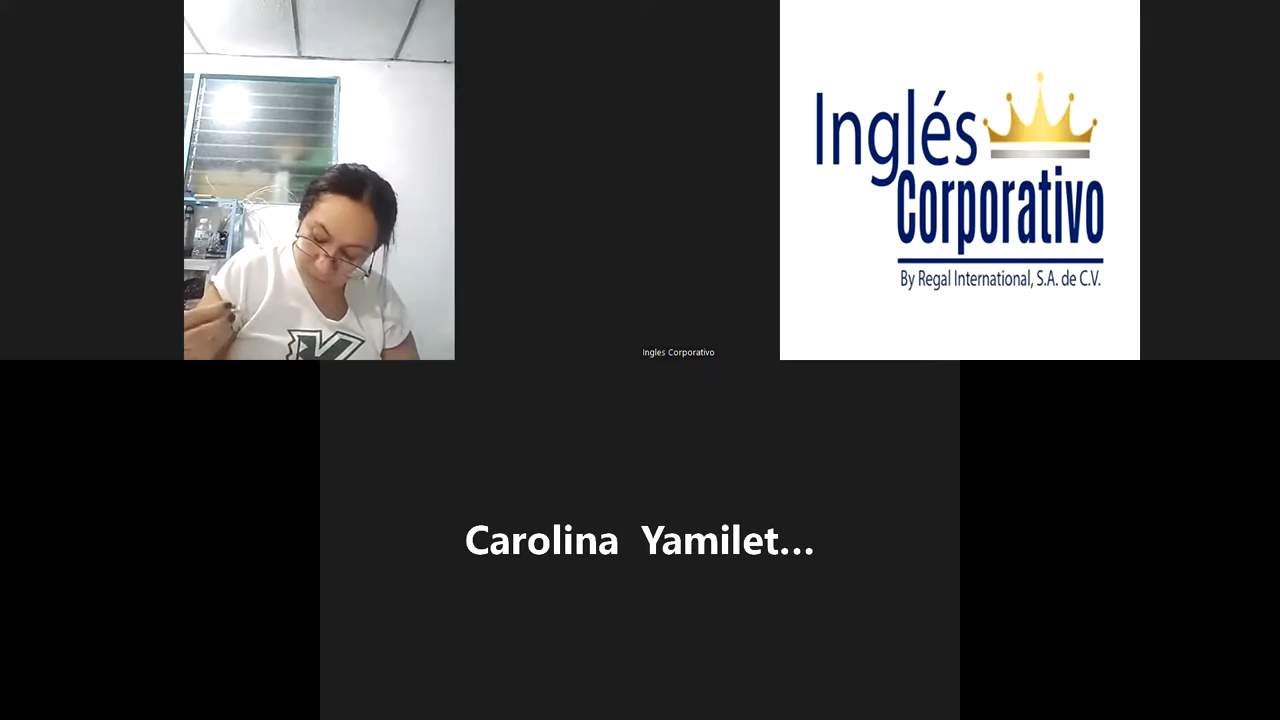 Inglés
Corporativo
By Regal International, S.A. de C.V.
Ingles Corporativo
Carolina Yamilet...